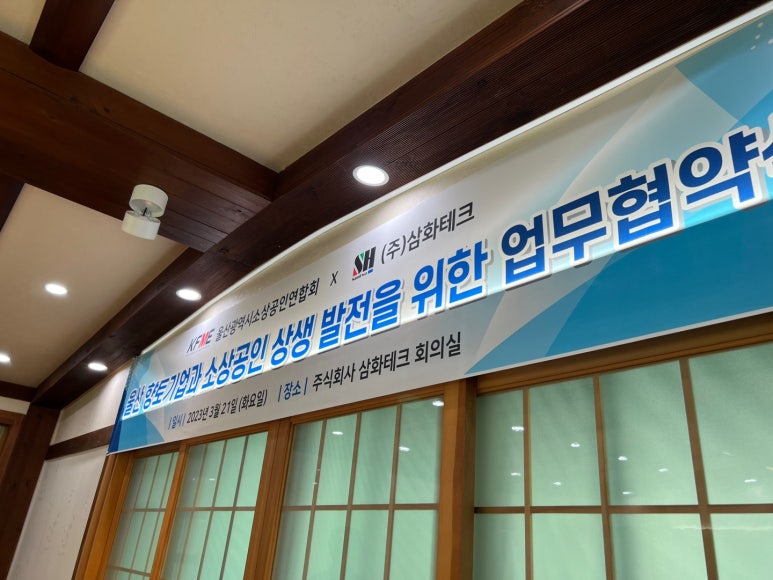 KFME 울산광역시소상공인연합회 X SH (주)삼화테크
울산 향토기업과 소상공인 상생 발전을 위한 업무협약식
|일시| 2023년 3월 21일 (화요일) |장소| 주식회사 삼화테크 회의실